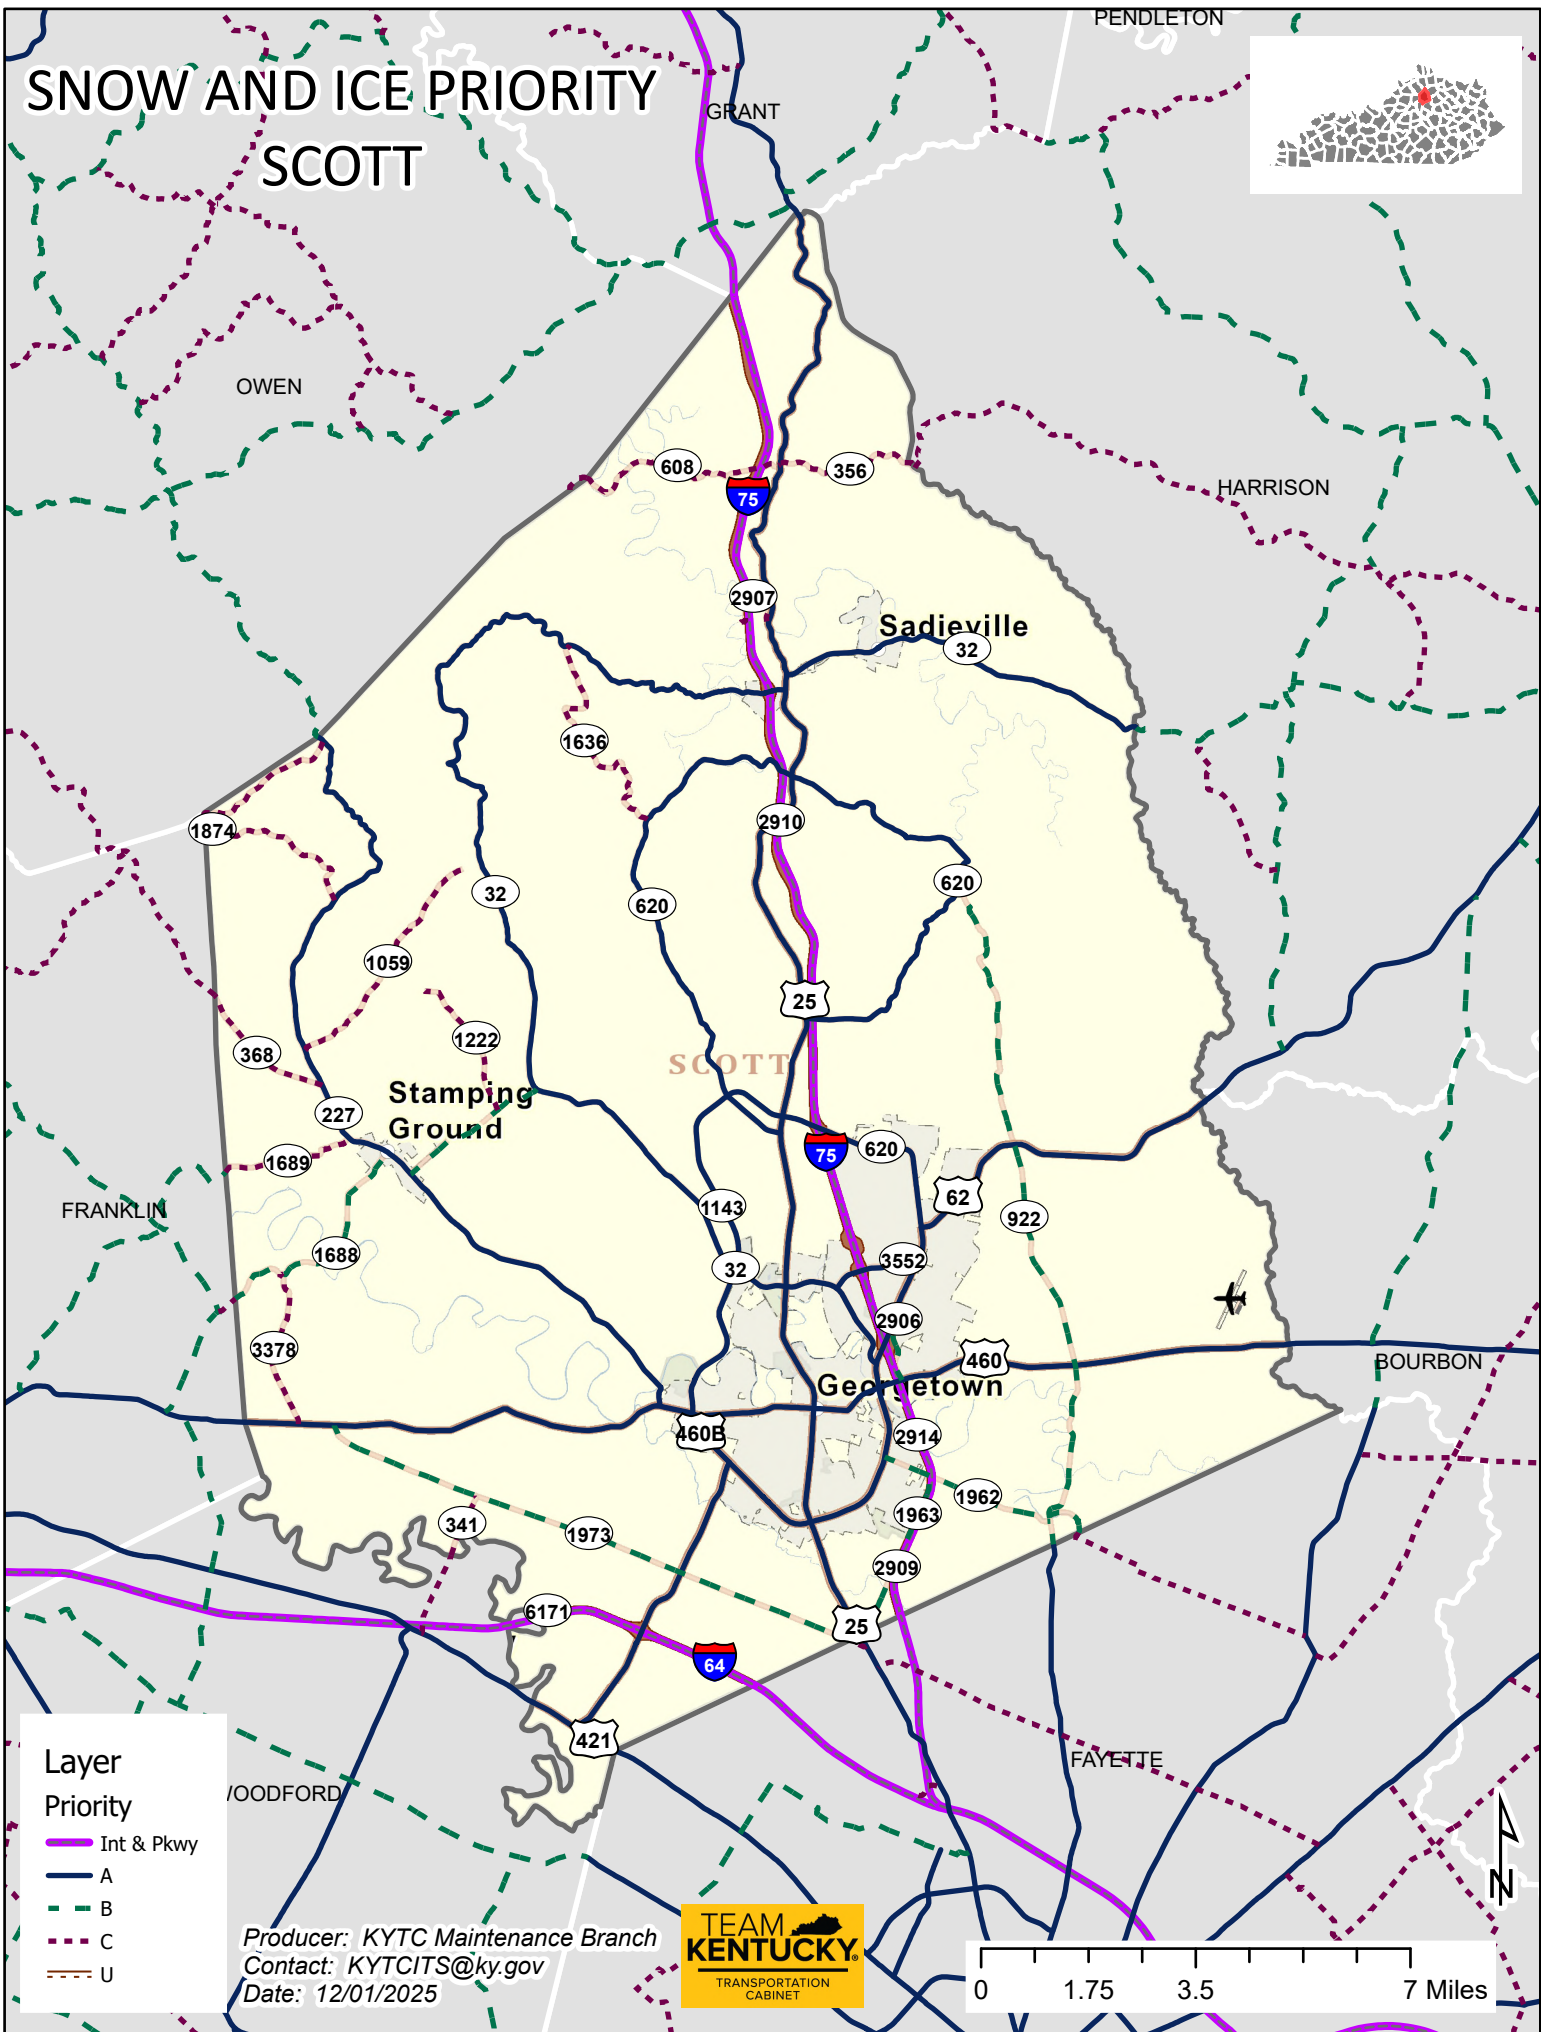 PENDLETON
SNOW AND ICE PRIORITY
SCOTT
GRANT
OWEN
608
356
75
HARRISON
2907
Sadieville
32
1636
1874
2910
32
620
620
1059
25
1222
368
SCOTT
Stamping
Ground
227
75
620
1689
62
1143
922
FRANKLIN
1688
32
3552
2906
3378
460
BOURBON
Georgetown
460B
2914
1962
341
1973
1963
2909
6171
25
64
421
FAYETTE
WOODFORD
Layer
Priority
Int & Pkwy
A
B
C
U
N
Producer: KYTC Maintenance Branch
Contact: KYTCITS@ky.gov
Date: 12/01/2025
TEAM
KENTUCKY®
TRANSPORTATION
CABINET
0 1.75 3.5 7 Miles